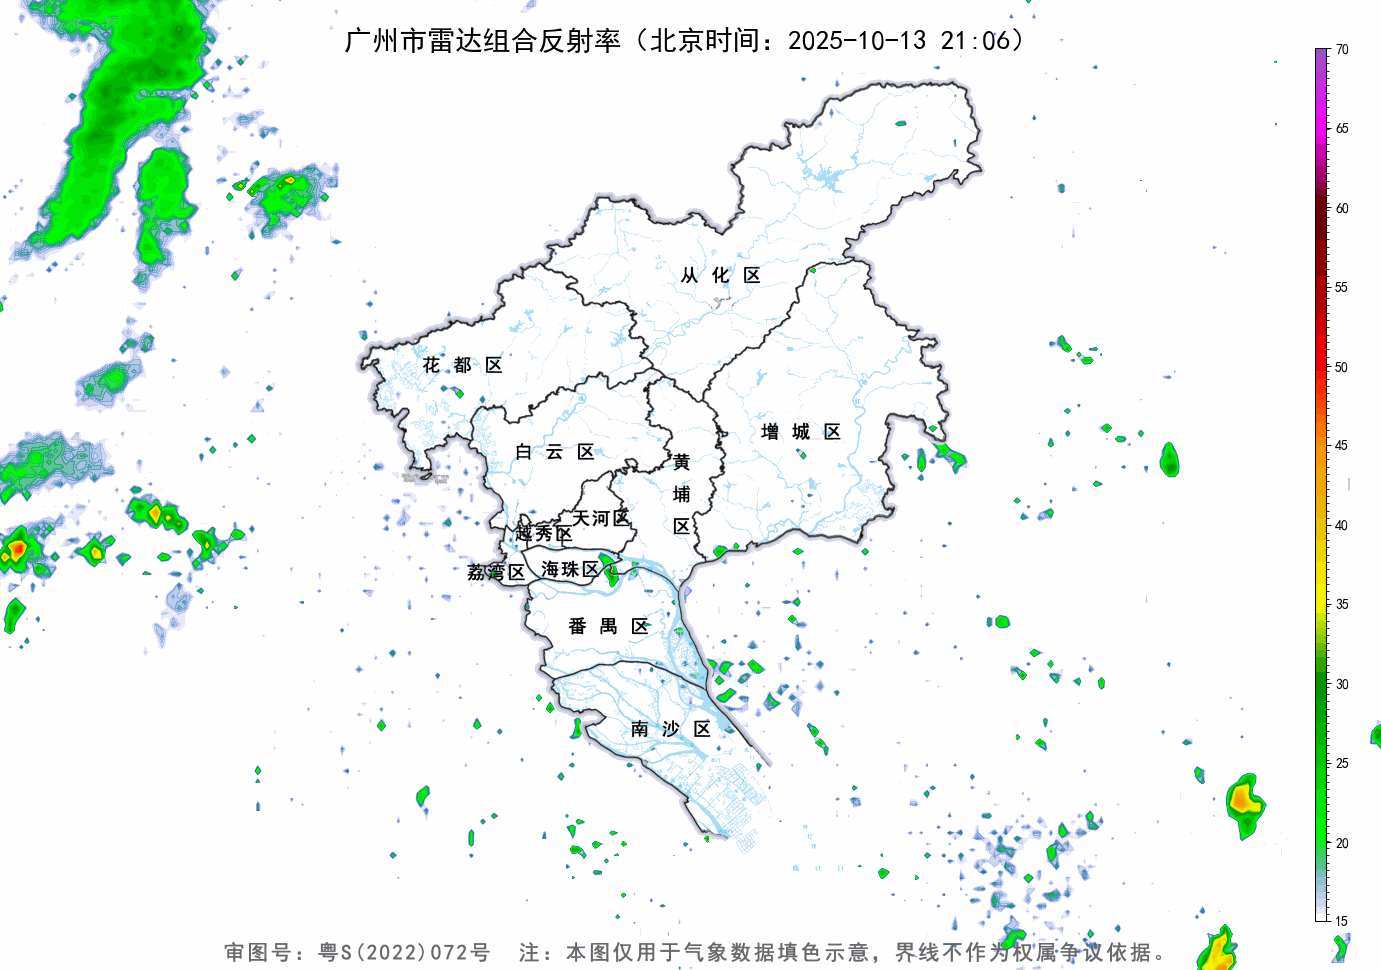 广州市雷达组合反射率（北京时间：2025-10-13 21:06）
从化区
花都区
增城区
白云区
黄埔区
天河区
越秀区
海珠区
荔湾区
番禺区
南沙区
70
65
60
55
50
45
40
35
30
25
20
15
审图号：粤S(2022)072号 注：本图仅用于气象数据填色示意，界线不作为权属争议依据。